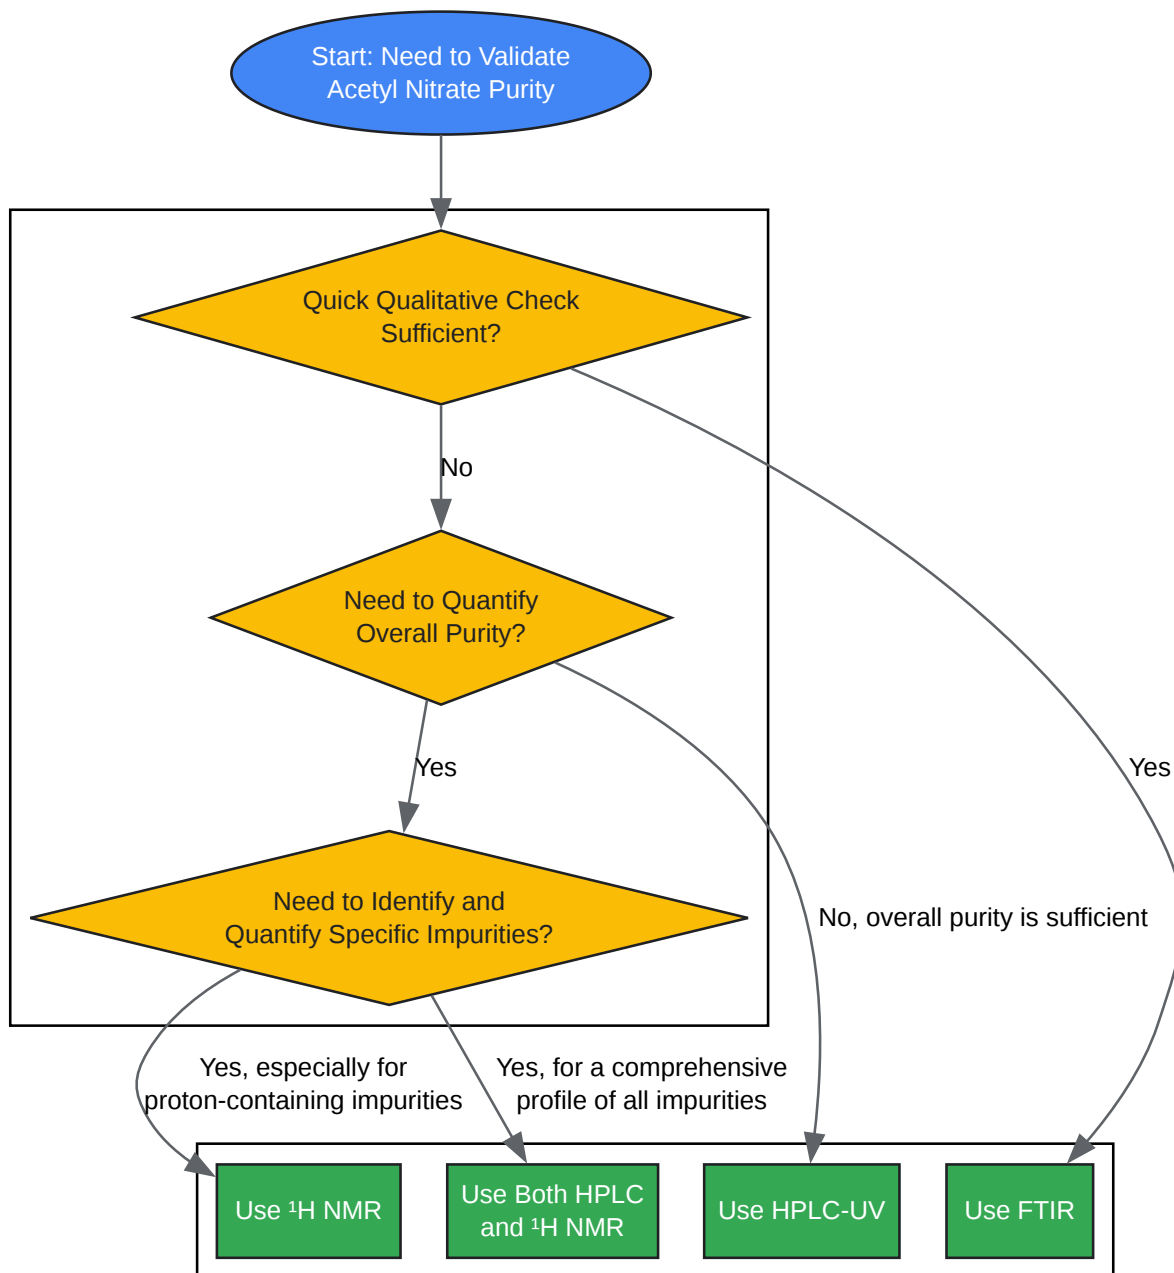 Start: Need to Validate
Acetyl Nitrate Purity
Quick Qualitative Check
Sufficient?
No
Need to Quantify
Overall Purity?
Yes
Yes
Need to Identify and
Quantify Specific Impurities?
No, overall purity is sufficient
Yes, especially for
proton-containing impurities
Yes, for a comprehensive
profile of all impurities
Use ¹H NMR
Use Both HPLC
and ¹H NMR
Use HPLC-UV
Use FTIR